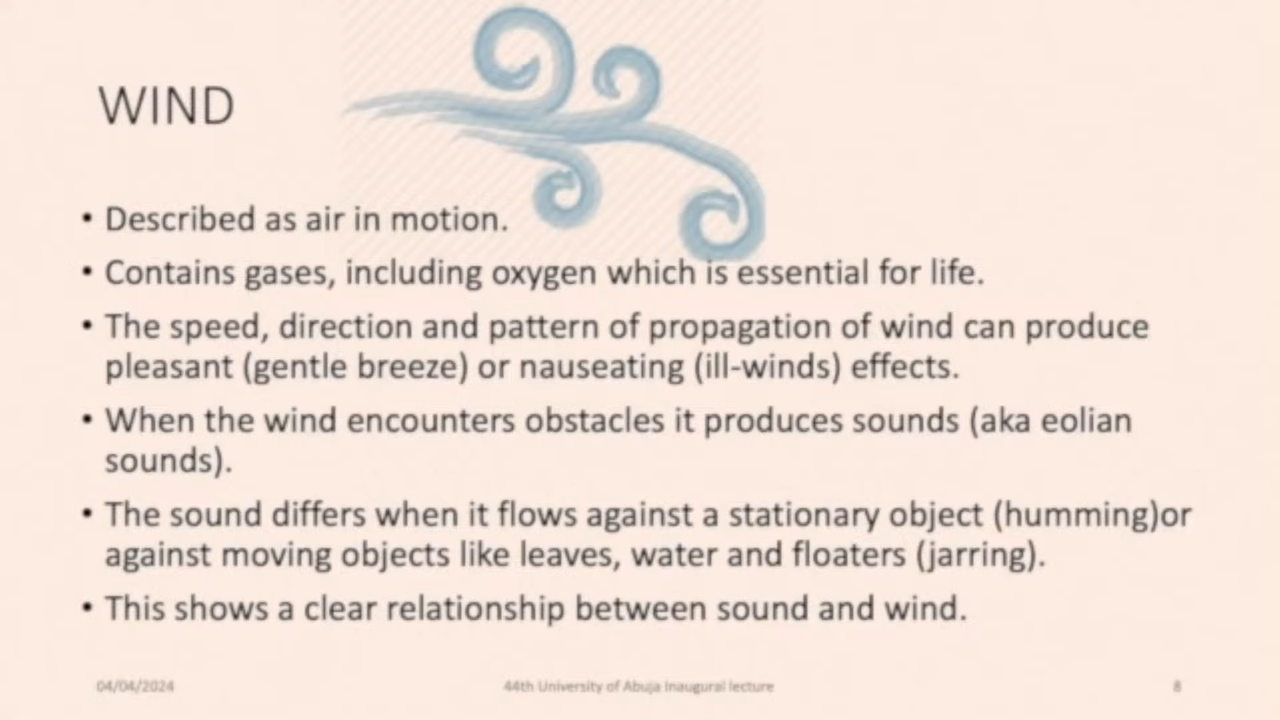 WIND
• Described as air in motion.
• Contains gases, including oxygen which is essential for life.
• The speed, direction and pattern of propagation of wind can produce
pleasant (gentle breeze) or nauseating (ill-winds) effects.
• When the wind encounters obstacles it produces sounds (aka eolian
sounds).
• The sound differs when it flows against a stationary object (humming)or
against moving objects like leaves, water and floaters (jarring).
• This shows a clear relationship between sound and wind.
04/04/2024
44th University of Abuja Inaugural lecture
8